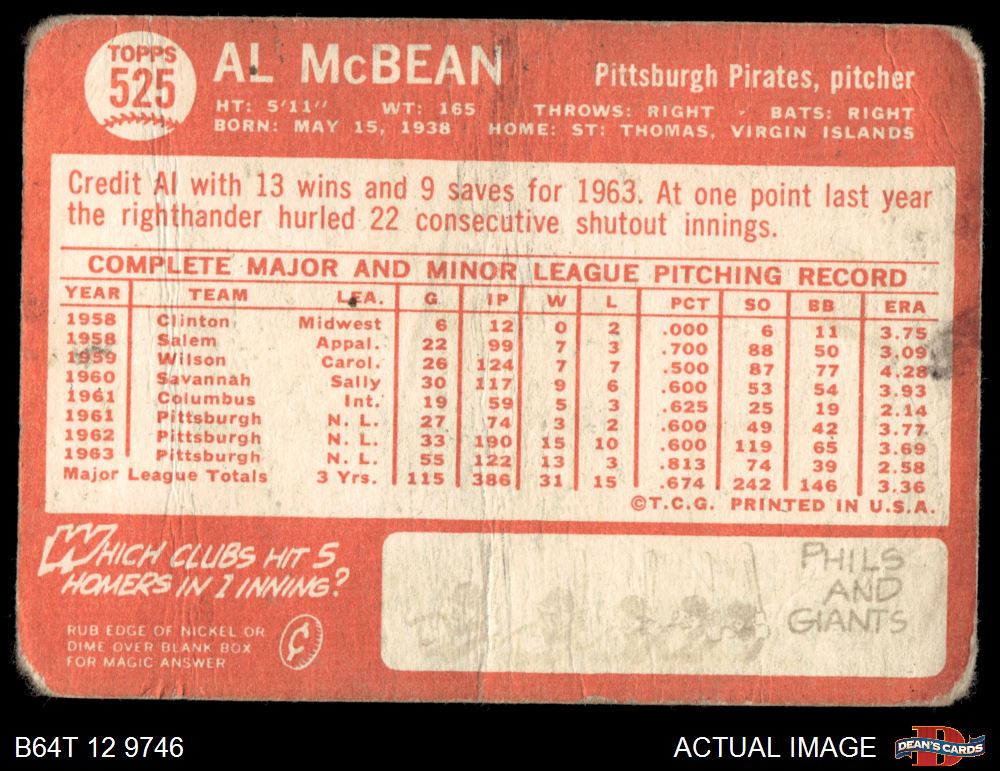 TOPPS
525
AL McBEAN
Pittsburgh Pirates, pitcher
HT: 5'11" WT: 165 THROWS: RIGHT - BATS: RIGHT
BORN: MAY 15, 1938 HOME: ST: THOMAS, VIRGIN ISLANDS
Credit Al with 13 wins and 9 saves for 1963. At one point last year
the righthander hurled 22 consecutive shutout innings.
COMPLETE MAJOR AND MINOR LEAGUE PITCHING RECORD
YEAR TEAM LEA. G IP W L PCT SO BB ERA
1958 Clinton Midwest 6 12 0 2 .000 6 11 3.75
1958 Salem Appal. 22 99 7 3 .700 88 50 3.09
1959 Wilson Carol. 26 124 7 7 .500 87 77 4.28
1960 Savannah Sally 30 117 9 6 .600 53 54 3.93
1961 Columbus Int. 19 59 5 3 .625 25 19 2.14
1961 Pittsburgh N. L. 27 74 3 2 .600 49 42 3.77
1962 Pittsburgh N. L. 33 190 15 10 .600 119 65 3.69
1963 Pittsburgh N. L. 55 122 13 3 .813 74 39 2.58
Major League Totals 3 Yrs. 115 386 31 15 .674 242 146 3.36
©T.C.G. PRINTED IN U.S.A.
WHICH CLUBS HIT 5
HOMERS IN 1 INNING?
RUB EDGE OF NICKEL OR
DIME OVER BLANK BOX
FOR MAGIC ANSWER
¢
PHILS
AND
GIANTS
B64T 12 9746
ACTUAL IMAGE
D
DEAN'S CARDS